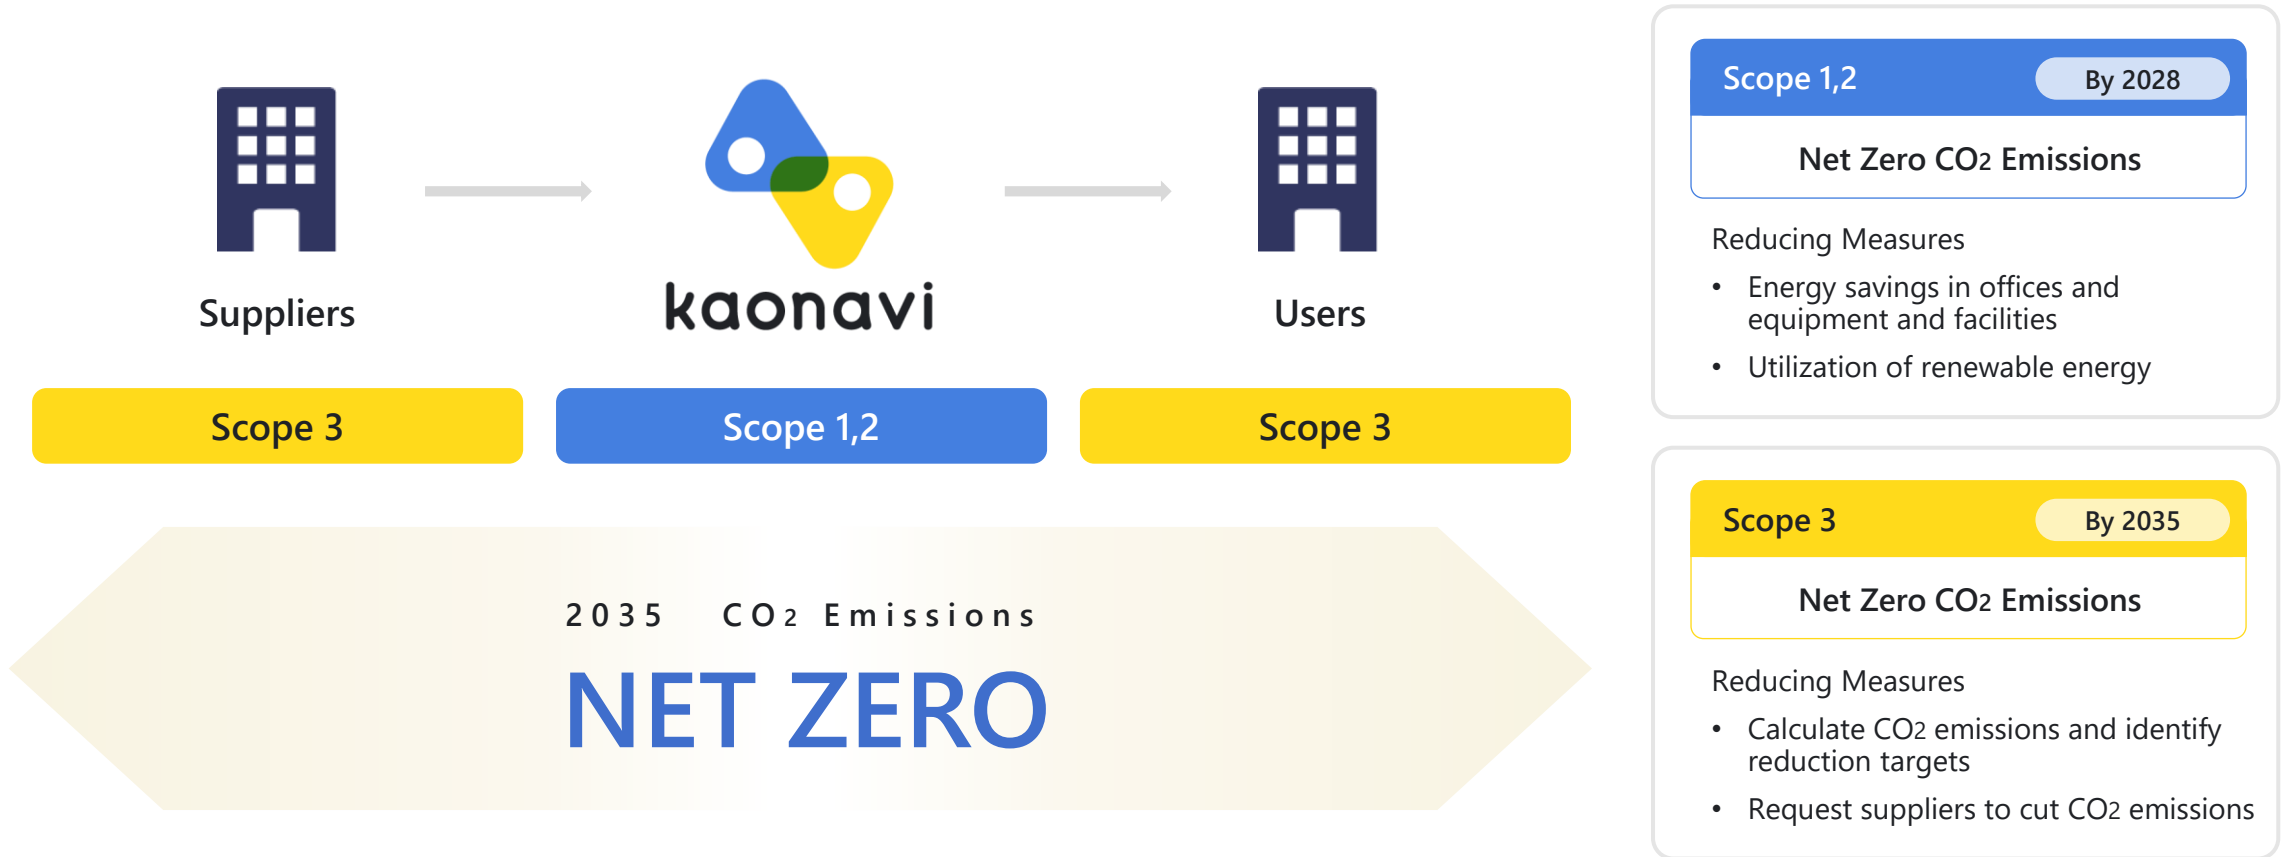 Suppliers
kaonavi
Users
Scope 3
Scope 1,2
Scope 3
2035 CO2 Emissions
NET ZERO
Scope 1,2
By 2028
Net Zero CO2 Emissions
Reducing Measures
• Energy savings in offices and
equipment and facilities
• Utilization of renewable energy
Scope 3
By 2035
Net Zero CO2 Emissions
Reducing Measures
• Calculate CO2 emissions and identify
reduction targets
• Request suppliers to cut CO2 emissions